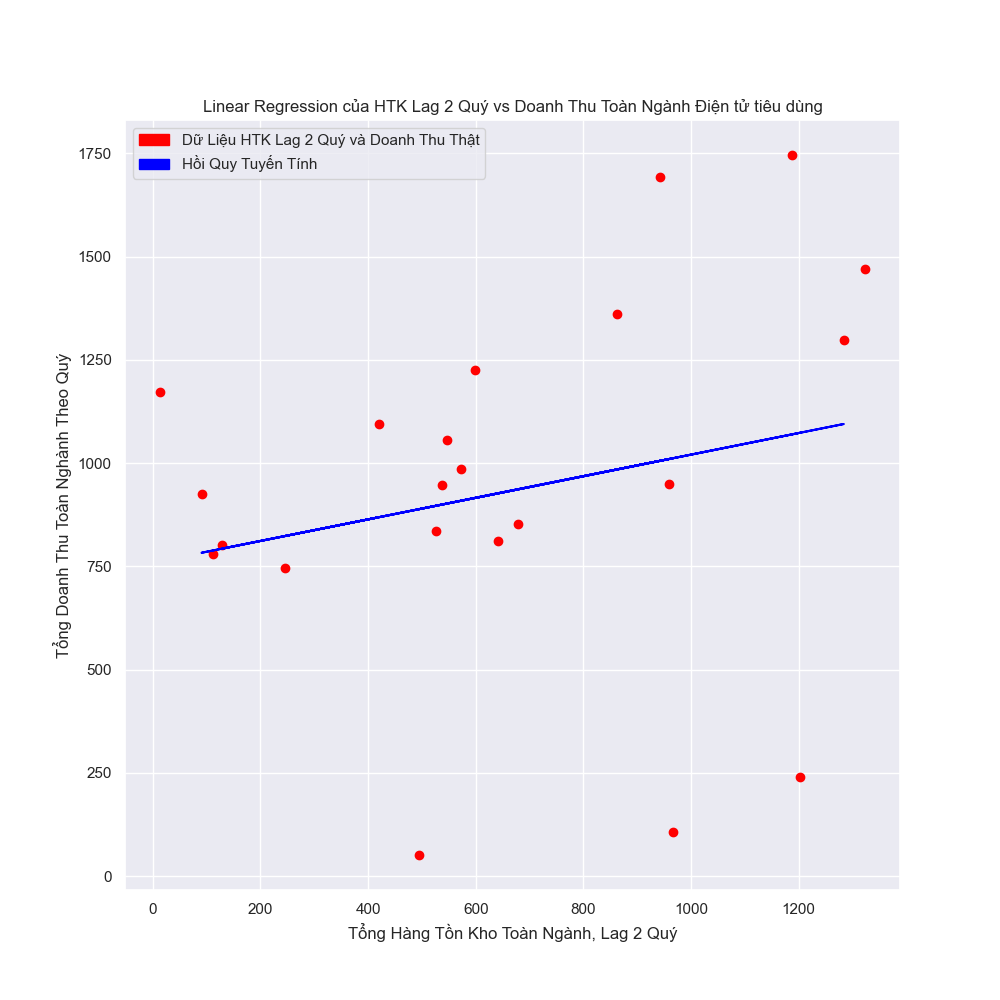 Linear Regression của HTK Lag 2 Quý vs Doanh Thu Toàn Ngành Điện tử tiêu dùng
Dữ Liệu HTK Lag 2 Quý và Doanh Thu Thật
Hồi Quy Tuyến Tính
1750
1500
1250
1000
750
500
250
0
Tổng Doanh Thu Toàn Nghành Theo Quý
0 200 400 600 800 1000 1200
Tổng Hàng Tồn Kho Toàn Ngành, Lag 2 Quý